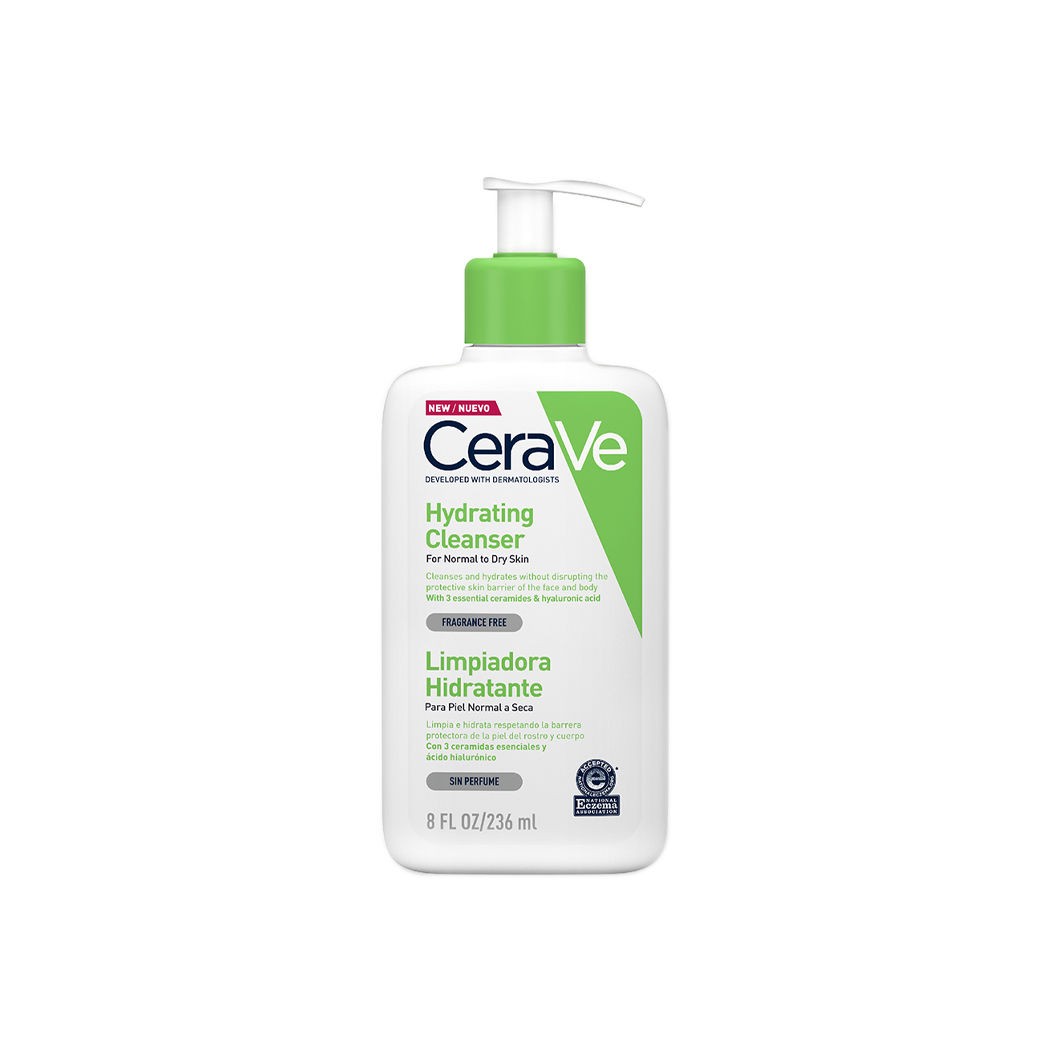 NEW / NUEVO
CeraVe
DEVELOPED WITH DERMATOLOGISTS
Hydrating
Cleanser
For Normal to Dry Skin
Cleanses and hydrates without disrupting the
protective skin barrier of the face and body
With 3 essential ceramides & hyaluronic acid
FRAGRANCE FREE
Limpiadora
Hidratante
Para Piel Normal a Seca
Limpia e hidrata respetando la barrera
protectora de la piel del rostro y cuerpo
Con 3 ceramidas esenciales y
ácido hialurónico
SIN PERFUME
ACCEPTED
NATIONAL
Eczema
ASSOCIATION
8 FL OZ/236 ml